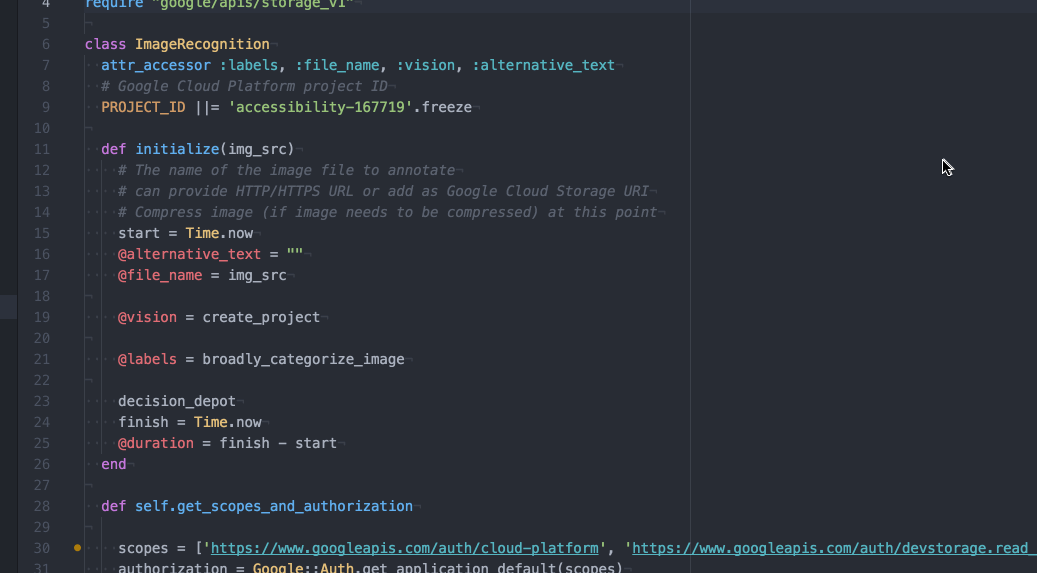 4 require "google/apis/storage_v1"
5
6 class ImageRecognition
7 attr_accessor :labels, :file_name, :vision, :alternative_text
8 # Google Cloud Platform project ID
9 PROJECT_ID ||= 'accessibility-167719'.freeze
10
11 def initialize(img_src)
12 # The name of the image file to annotate
13 # can provide HTTP/HTTPS URL or add as Google Cloud Storage URI
14 # Compress image (if image needs to be compressed) at this point
15 start = Time.now
16 @alternative_text = ""
17 @file_name = img_src
18
19 @vision = create_project
20
21 @labels = broadly_categorize_image
22
23 decision_depot
24 finish = Time.now
25 @duration = finish - start
26 end
27
28 def self.get_scopes_and_authorization
29
30 scopes = ['https://www.googleapis.com/auth/cloud-platform', 'https://www.googleapis.com/auth/devstorage.read_
31 authorization = Google::Auth.get_application_default(scopes)